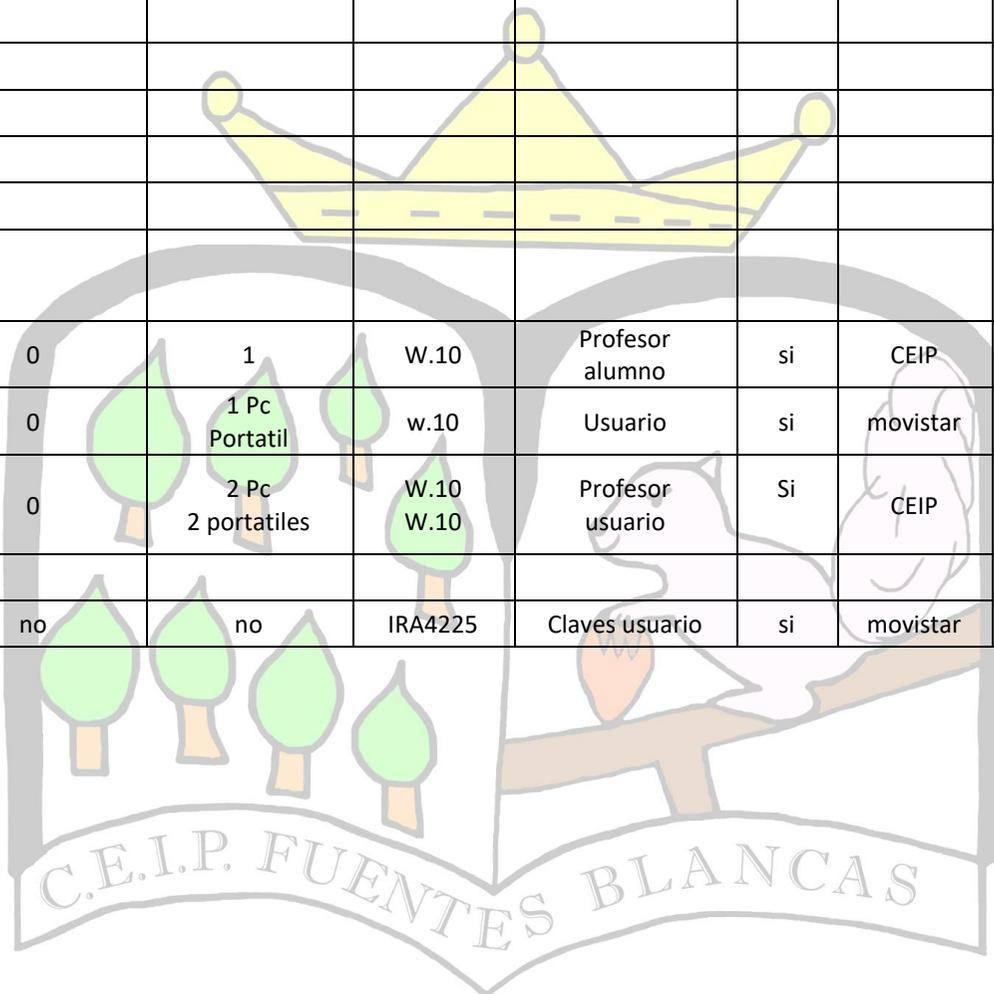 0 1 W.10 Profesor alumno si CEIP
0 1 Pc Portatil w.10 Usuario si movistar
0 2 Pc 2 portatiles W.10 W.10 Profesor usuario Si CEIP
no no IRA4225 Claves usuario si movistar
C.E.I.P. FUENTES BLANCAS